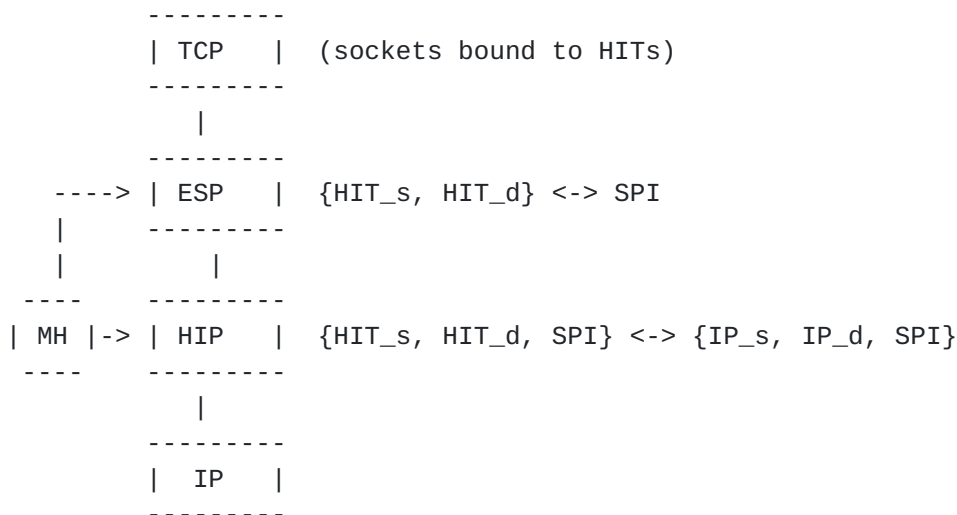 ---------
| TCP | (sockets bound to HITs)
---------
|
---------
----> | ESP | {HIT_s, HIT_d} <-> SPI
| ---------
| |
---- ---------
| MH |-> | HIP | {HIT_s, HIT_d, SPI} <-> {IP_s, IP_d, SPI}
---- ---------
|
---------
| IP |
---------